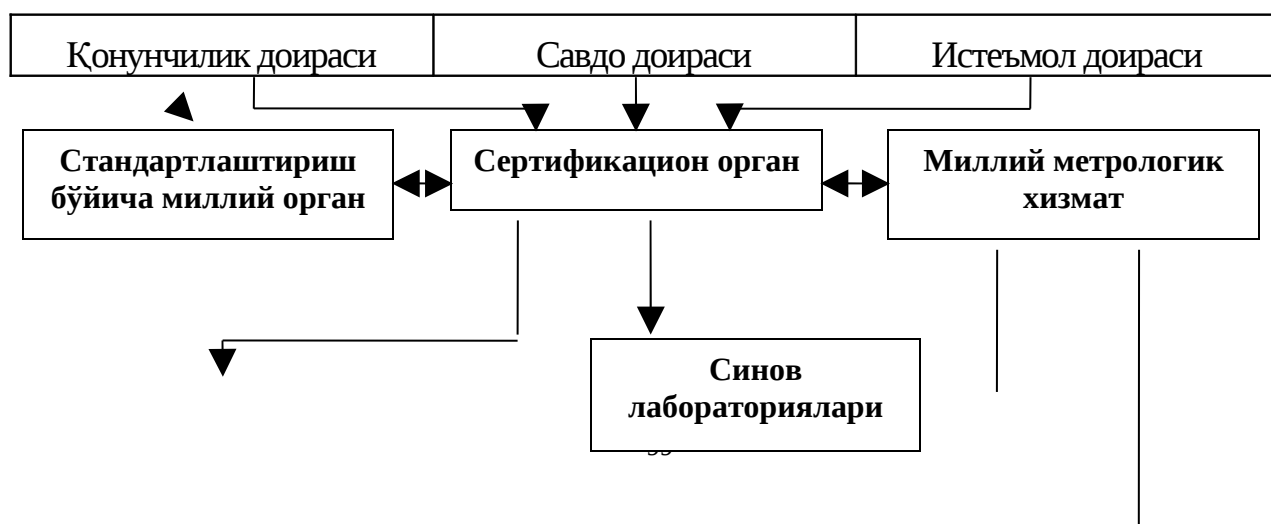 Қонунчилик доираси
Савдо доираси
Истеъмол доираси
Стандартлаштириш
бўйича миллий орган
Сертификацион орган
Миллий метрологик
хизмат
Синов
лабораториялари